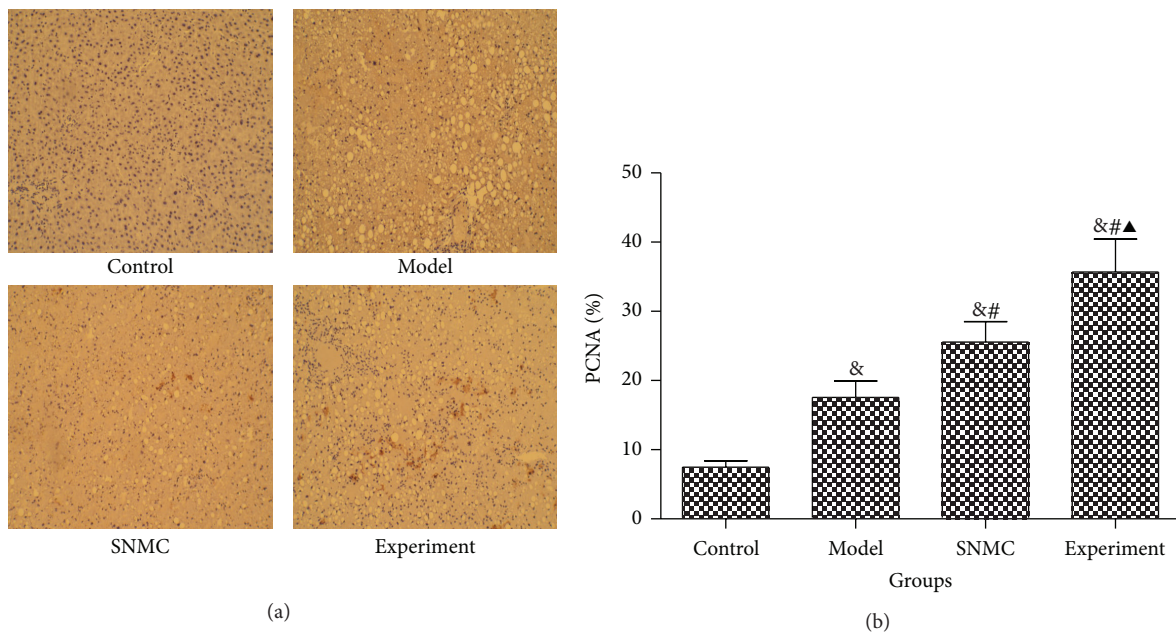 Control
Model
SNMC
Experiment
(a)
PCNA (%)
50
40
30
20
10
0
&
&#
&#▲
Control
Model
SNMC
Experiment
Groups
(b)